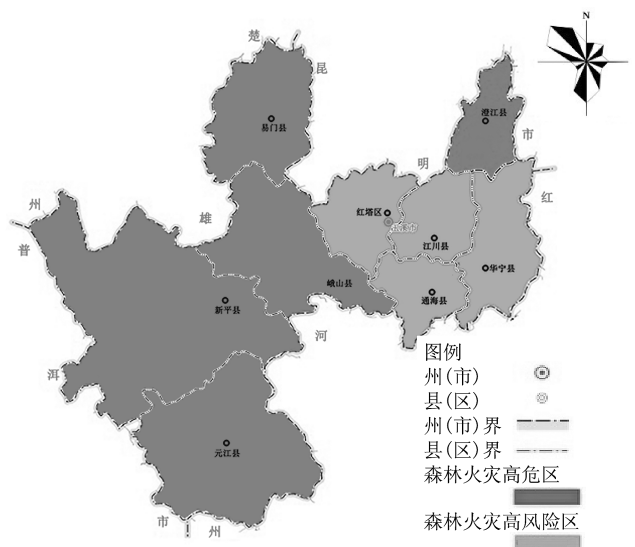 N
楚
昆
澄江县
易门县
市
明
州
红
雄
红塔区
普
江川县
华宁县
峨山县
通海县
新平县
河
洱
元江县
市
州
图例
州(市)
县(区)
州(市)界
县(区)界
森林火灾高危区
森林火灾高风险区